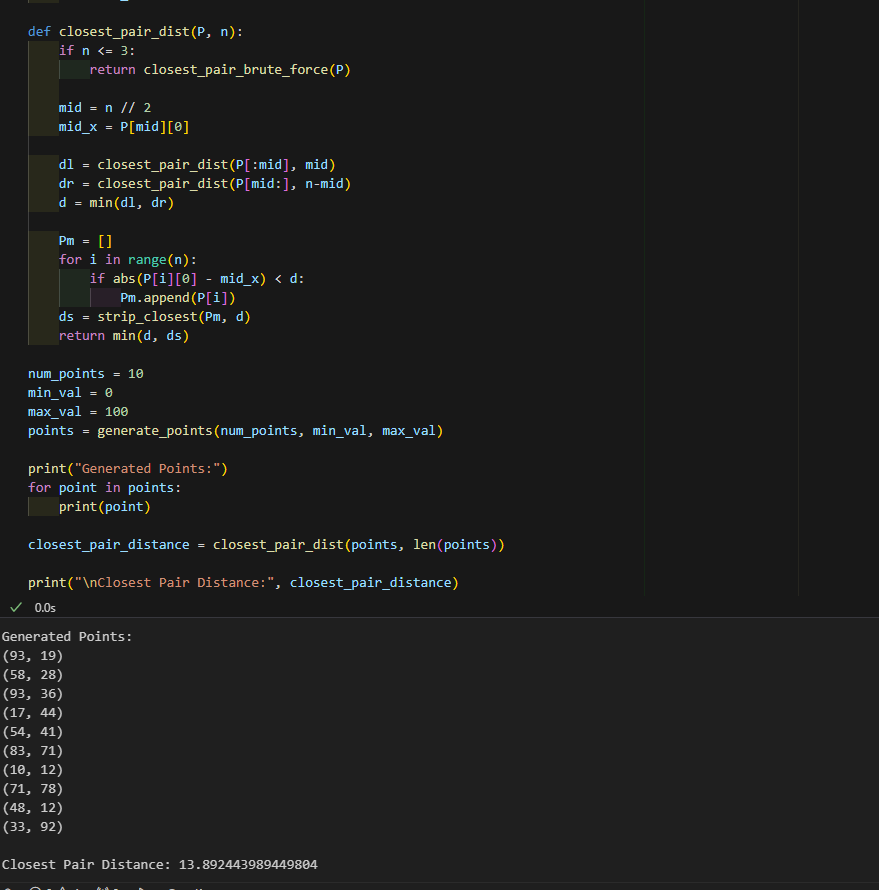 def closest_pair_dist(P, n):
    if n <= 3:
        return closest_pair_brute_force(P)

    mid = n // 2
    mid_x = P[mid][0]

    dl = closest_pair_dist(P[:mid], mid)
    dr = closest_pair_dist(P[mid:], n-mid)
    d = min(dl, dr)

    Pm = []
    for i in range(n):
        if abs(P[i][0] - mid_x) < d:
            Pm.append(P[i])
    ds = strip_closest(Pm, d)
    return min(d, ds)

num_points = 10
min_val = 0
max_val = 100
points = generate_points(num_points, min_val, max_val)

print("Generated Points:")
for point in points:
    print(point)

closest_pair_distance = closest_pair_dist(points, len(points))

print("\nClosest Pair Distance:", closest_pair_distance)
0.0s
Generated Points:
(93, 19)
(58, 28)
(93, 36)
(17, 44)
(54, 41)
(83, 71)
(10, 12)
(71, 78)
(48, 12)
(33, 92)

Closest Pair Distance: 13.892443989449804